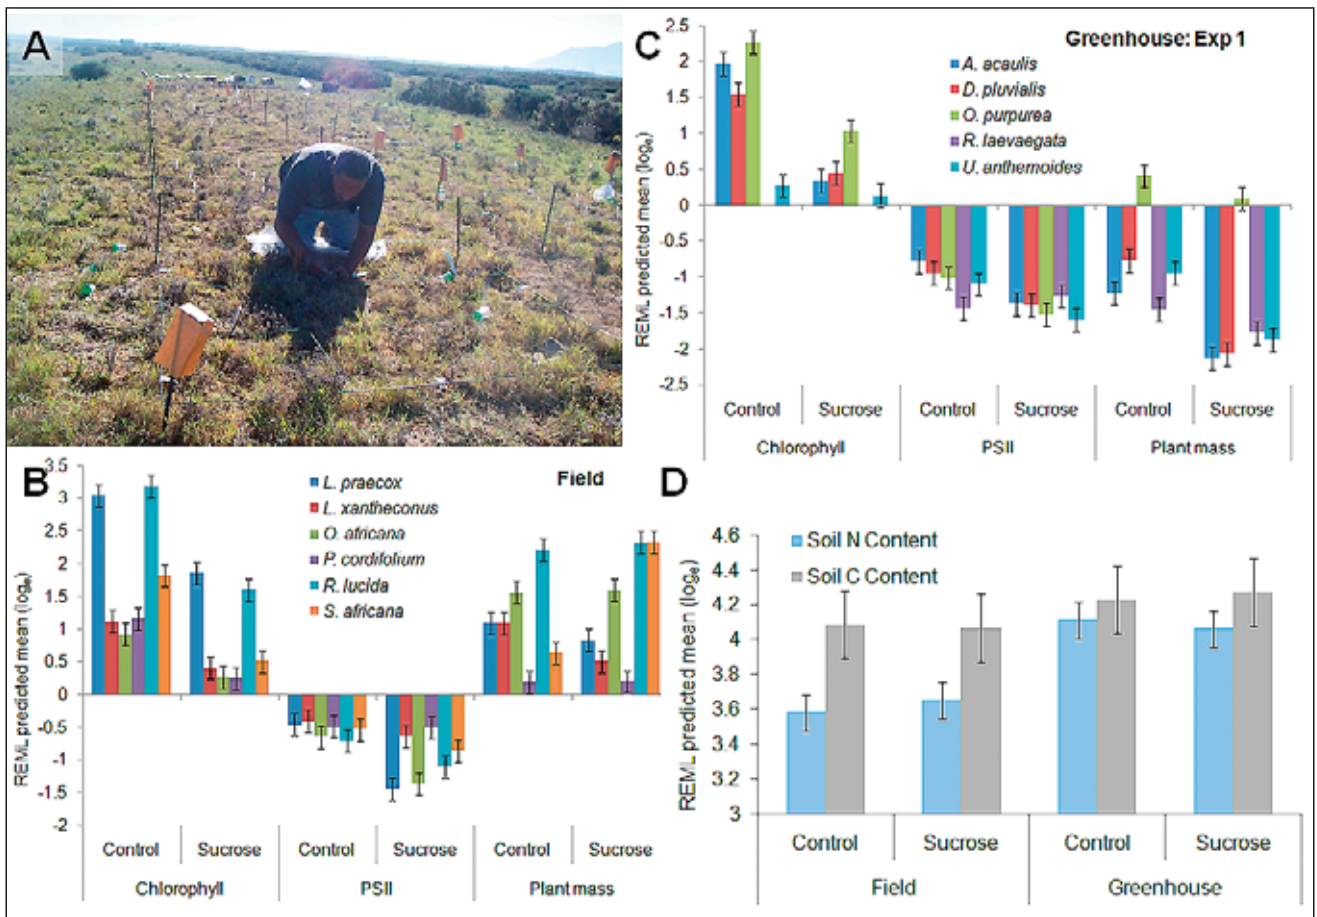 A
B
Field
L. praecox
L. xantheconus
O. africana
P. cordifolium
R. lucida
S. africana
REML predicted mean (logₑ)
3.5
3
2.5
2
1.5
1
0.5
0
-0.5
-1
-1.5
-2
Control Sucrose Control Sucrose Control Sucrose
Chlorophyll PSII Plant mass
C
Greenhouse: Exp 1
A. acaulis
D. pluvialis
O. purpurea
R. laevaegata
U. anthemoides
REML predicted mean (logₑ)
2.5
2
1.5
1
0.5
0
-0.5
-1
-1.5
-2
-2.5
Control Sucrose Control Sucrose Control Sucrose
Chlorophyll PSII Plant mass
D
Soil N Content
Soil C Content
REML predicted mean (logₑ)
4.6
4.4
4.2
4
3.8
3.6
3.4
3.2
3
Control Sucrose Control Sucrose
Field Greenhouse